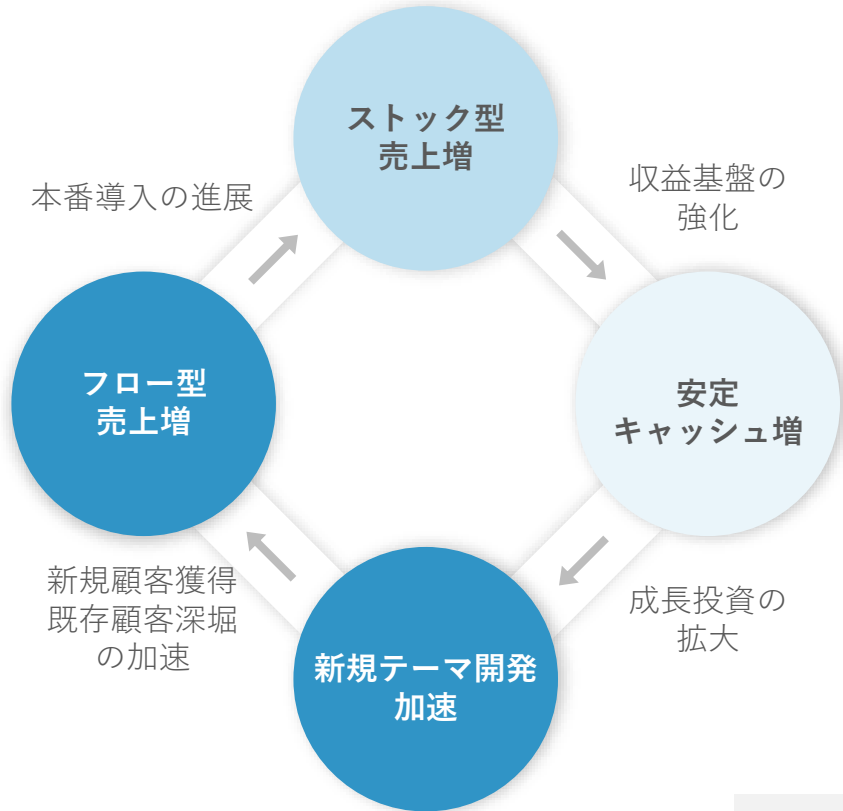 ストック型
売上増
本番導入の進展
収益基盤の
強化
フロー型
売上増
安定
キャッシュ増
新規顧客獲得
既存顧客深堀
の加速
成長投資の
拡大
新規テーマ開発
加速